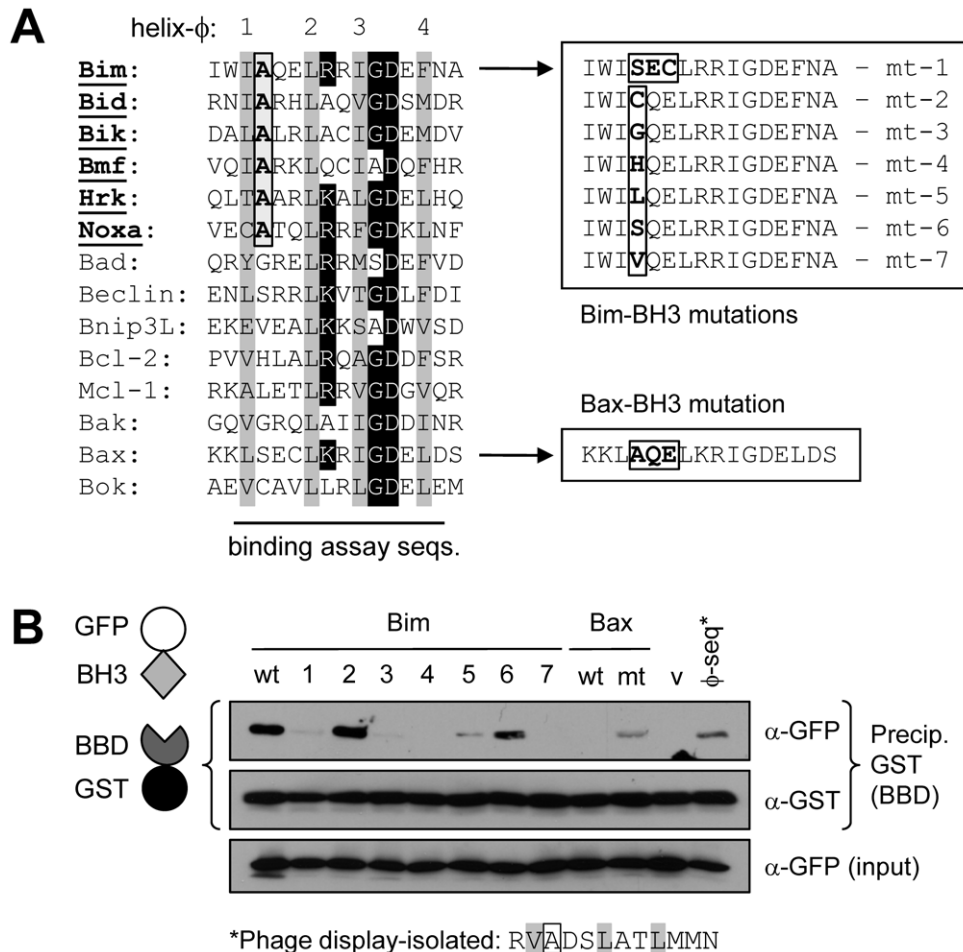 A
helix-ϕ: 1 2 3 4
Bim: IWIAQELRRIGDEFNA
Bid: RNIARHLAQVGDSMDR
Bik: DALALRLACIGDEMDV
Bmf: VQIARKLQCIADQFHR
Hrk: QLTAARLKALGDELHQ
Noxa: VECATQLRRFGDKLNF
Bad: QRYGRELRRMSDEFVD
Beclin: ENLSRRLKVTGDLFDI
Bnip3L: EKEVEALKKSADWVSD
Bcl-2: PVVHLALRQAGDDFSR
Mcl-1: RKALETLRRVGDGVQR
Bak: GQVGRQLAIIGDDINR
Bax: KKLSECLKRIGDELDS
Bok: AEVCAVLLRLGDELEM
binding assay seqs.
IWISECLRRIGDEFNA – mt-1
IWICQELRRIGDEFNA – mt-2
IWIGQELRRIGDEFNA – mt-3
IWIHQELRRIGDEFNA – mt-4
IWILQELRRIGDEFNA – mt-5
IWISQELRRIGDEFNA – mt-6
IWIVQELRRIGDEFNA – mt-7
Bim-BH3 mutations
Bax-BH3 mutation
KKLAQELKRIGDELDS
B
GFP
BH3
BBD
GST
Bim Bax
wt 1 2 3 4 5 6 7 wt mt v ϕ-seq*
α-GFP
α-GST
Precip.
GST
(BBD)
α-GFP (input)
*Phage display-isolated: RVADSLATLMMN